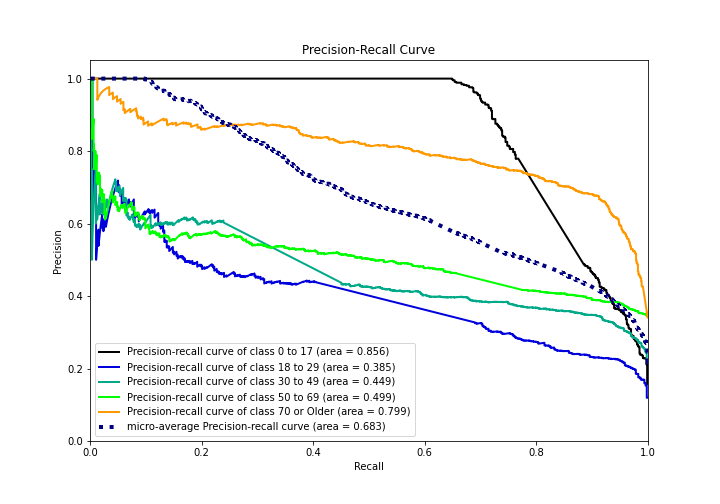 Precision-Recall Curve
1.0
0.8
0.6
0.4
0.2
0.0
Precision
Precision-recall curve of class 0 to 17 (area = 0.856)
Precision-recall curve of class 18 to 29 (area = 0.385)
Precision-recall curve of class 30 to 49 (area = 0.449)
Precision-recall curve of class 50 to 69 (area = 0.499)
Precision-recall curve of class 70 or Older (area = 0.799)
micro-average Precision-recall curve (area = 0.683)
0.0 0.2 0.4 0.6 0.8 1.0
Recall